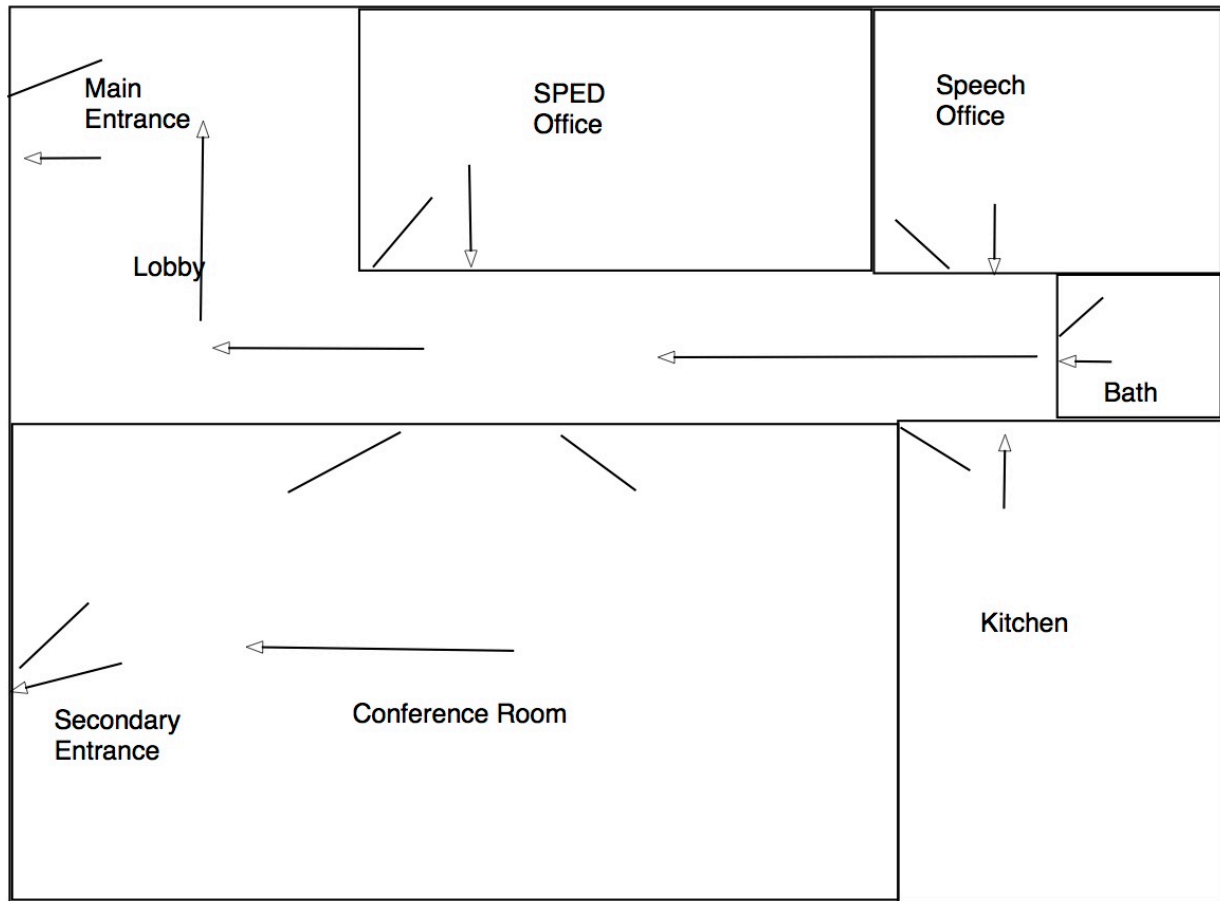 Main
Entrance
SPED
Office
Speech
Office
Lobby
Bath
Kitchen
Secondary
Entrance
Conference Room